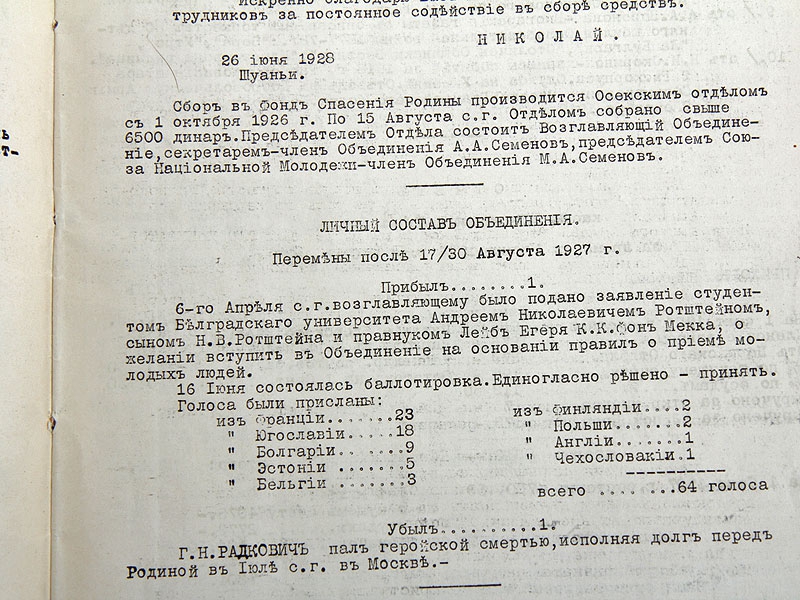 трудниковъ за постоянное содѣйствіе въ сборѣ средствъ.
НИКОЛАЙ.
26 іюня 1928
Шуаньи.
Сборъ въ Фондъ Спасенія Родины производится Осекскимъ отдѣломъ
съ 1 октября 1926 г. По 15 Августа с.г. Отдѣломъ собрано свыше
6500 динар.Предсѣдателемъ Отдѣла состоитъ Возглавляющій Объедине-
ніе,секретаремъ-членъ Объединенія А.А.Семеновъ,предсѣдателемъ Сою-
за Національной Молодежи-членъ Объединенія М.А.Семеновъ.
ЛИЧНЫЙ СОСТАВЪ ОБЪЕДИНЕНІЯ.
Перемѣны послѣ 17/30 Августа 1927 г.
Прибылъ........1.
6-го Апрѣля с.г.возглавляющему было подано заявленіе студен-
томъ Бѣлградскаго университета Андреемъ Николаевичемъ Ротштейномъ,
сыномъ Н.В.Ротштейна и правнукомъ Лейбъ Егеря К.К.фонъ Мекка, о
желаніи вступить въ Объединеніе на основаніи правилъ о пріемѣ мо-
лодыхъ людей.
16 Іюня состоялась баллотировка.Единогласно рѣшено - принять.
Голоса были присланы:
изъ Франціи.......23 изъ Финляндіи....2
" Югославіи.....18 " Польши.......2
" Болгаріи......9 " Англіи.......1
" Эстоніи ......5 " Чехословакіи.1
" Бельгіи ......3
всего ........64 голоса
Убылъ..........1.
Г.Н.РАДКОВИЧЪ палъ геройской смертью,исполняя долгъ передъ
Родиной въ Іюлѣ с.г. въ Москвѣ.-